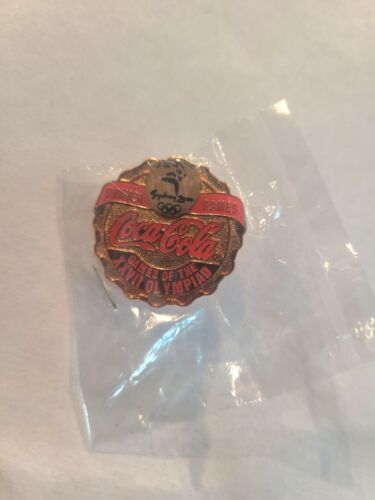 Sydney 2000
Coca-Cola
GAMES OF THE
XXVII OLYMPIAD